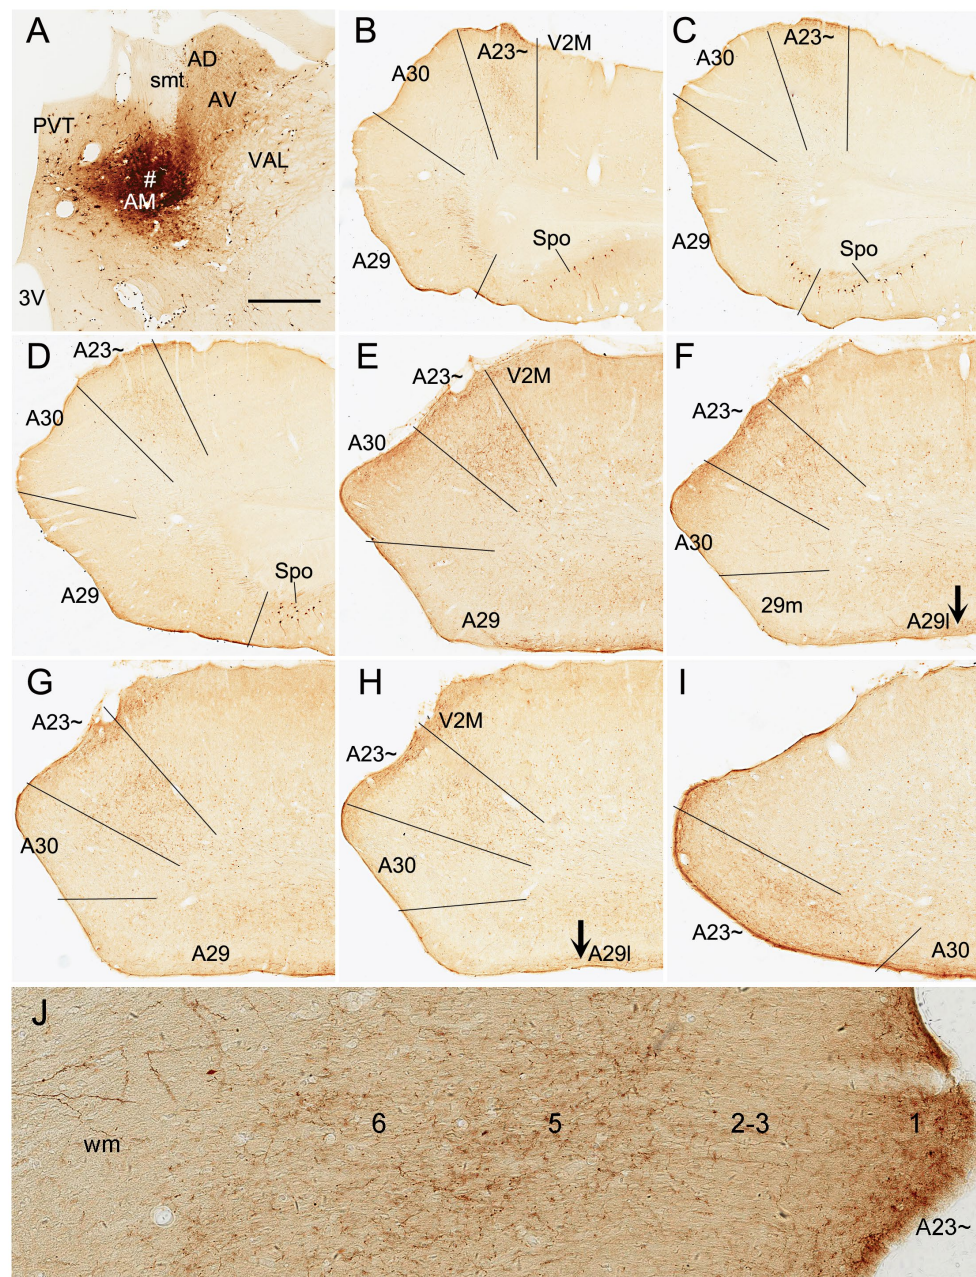 A
AD
smt
AV
PVT
VAL
#
AM
3V
B
A23~
V2M
A30
Spo
A29
C
A23~
A30
A29
Spo
D
A23~
A30
Spo
A29
E
A23~
V2M
A30
A29
F
A23~
A30
29m
A29l
G
A23~
A30
A29
H
V2M
A23~
A30
A29l
I
A23~
A30
J
6
5
2-3
1
wm
A23~